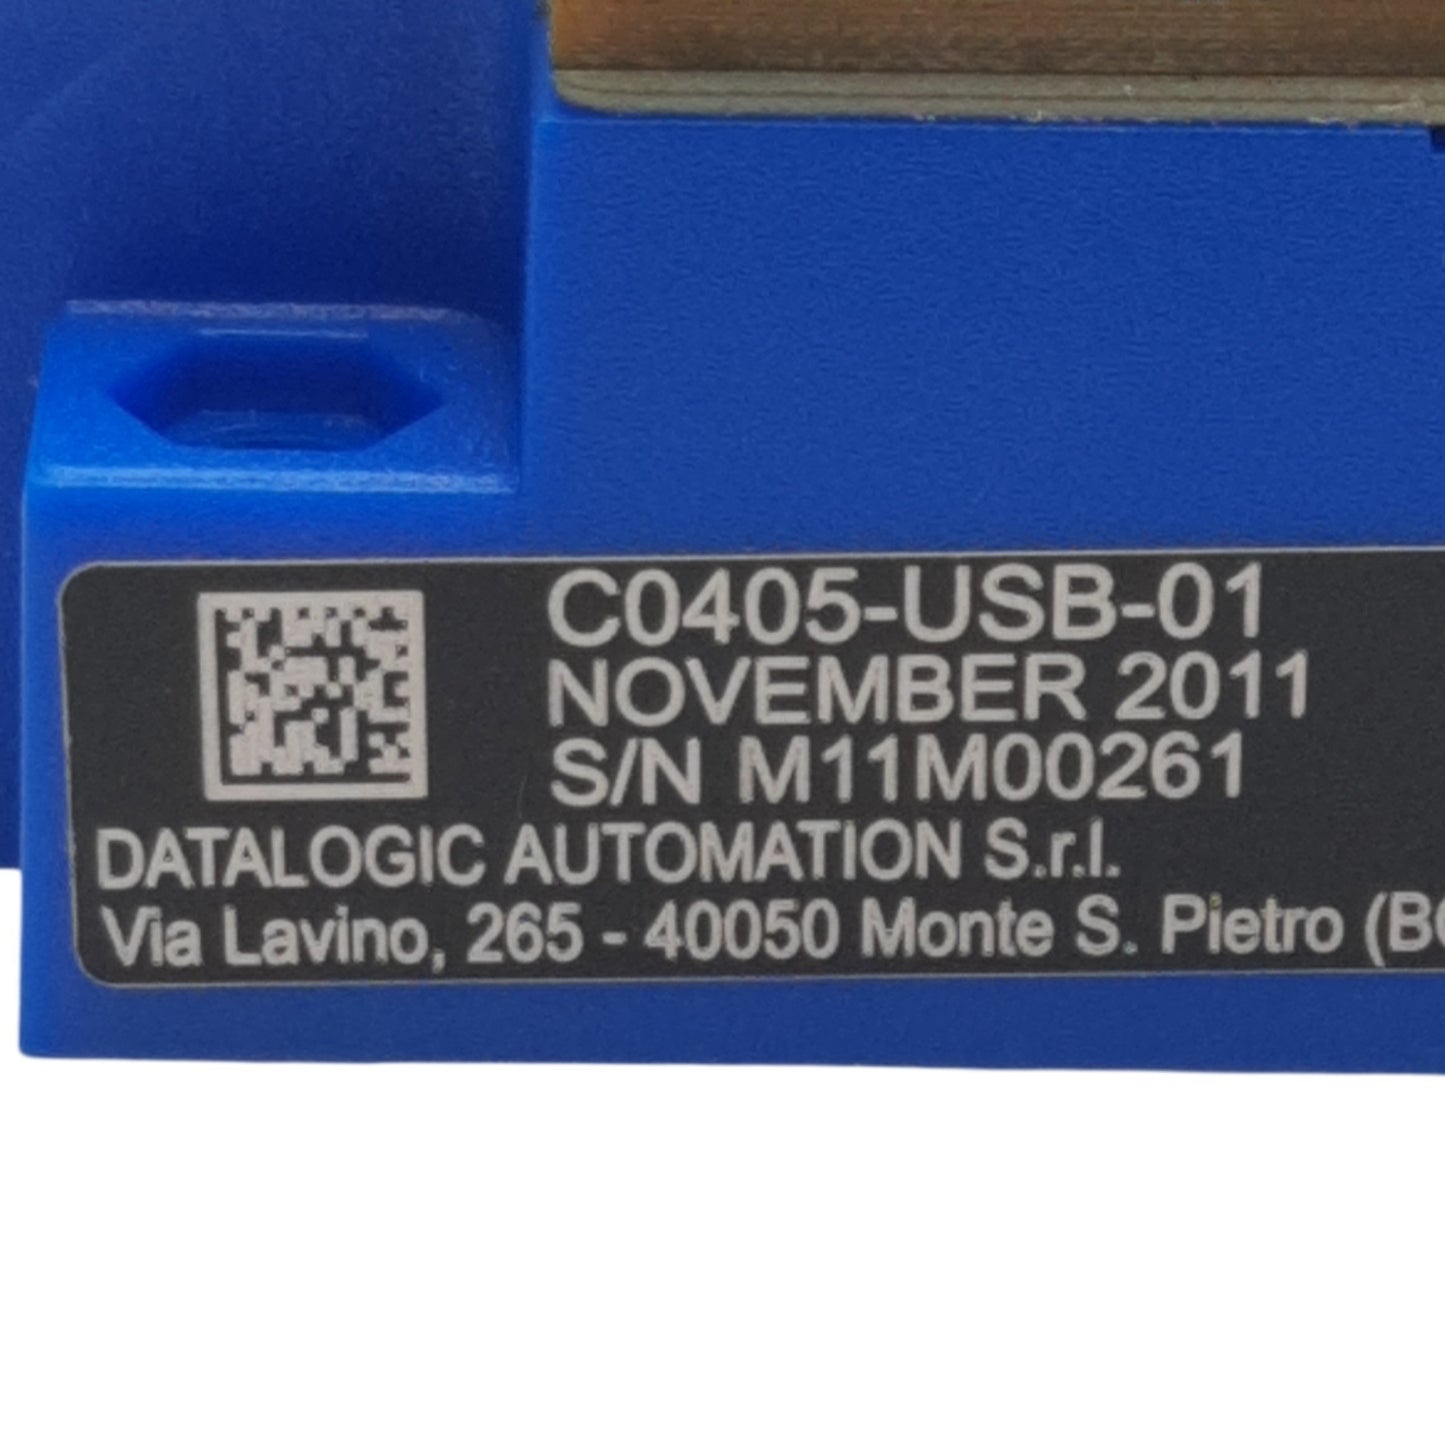 C0405-USB-01
NOVEMBER 2011
S/N M11M00261
DATALOGIC AUTOMATION S.r.l.
Via Lavino, 265 - 40050 Monte S. Pietro (B